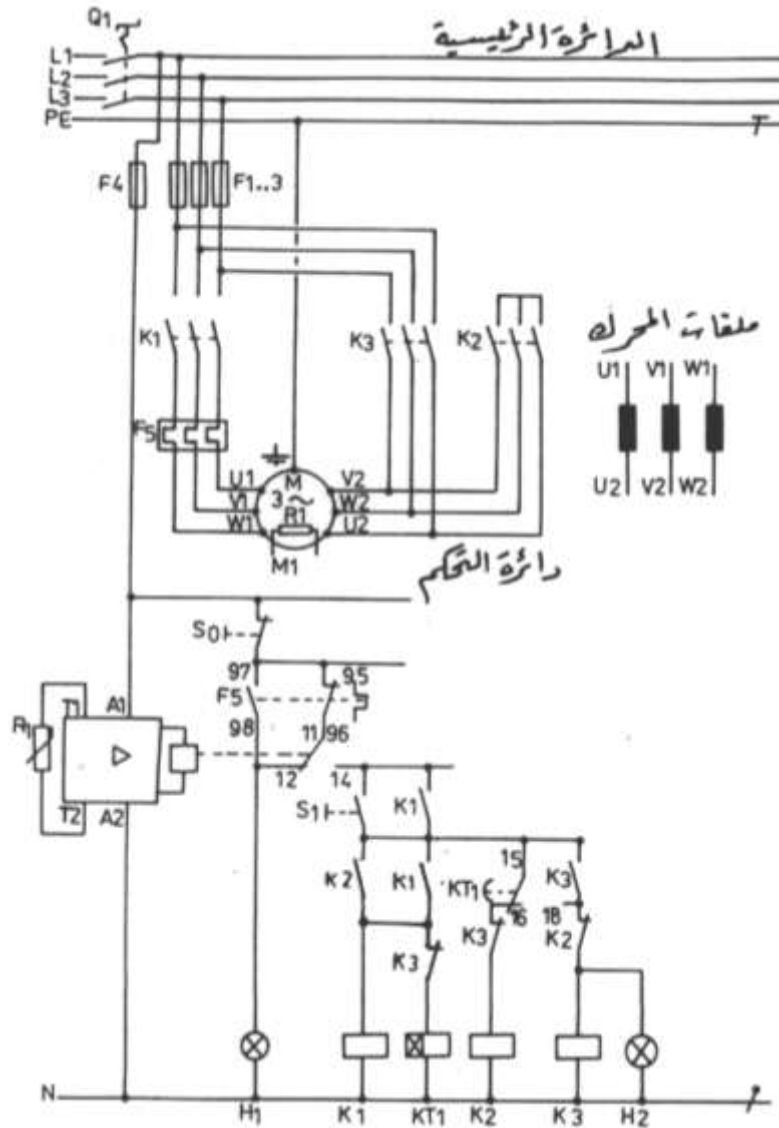 Q1
الدائرة الرئيسية
L1
L2
L3
PE
F4 F1..3
K1 K3 K2
ملفات المحرك
U1 V1 W1
U2 V2 W2
F5
U1 M V2
V1 3~ W2
W1 R1 U2
M1
دائرة التحكم
S0
97 95
F5
T1 A1 98 11 96
R1
12 14
T2 A2
S1 K1
15
K2 K1 KT1 K3
16 18
K3 K2
K3
N
H1 K1 KT1 K2 K3 H2